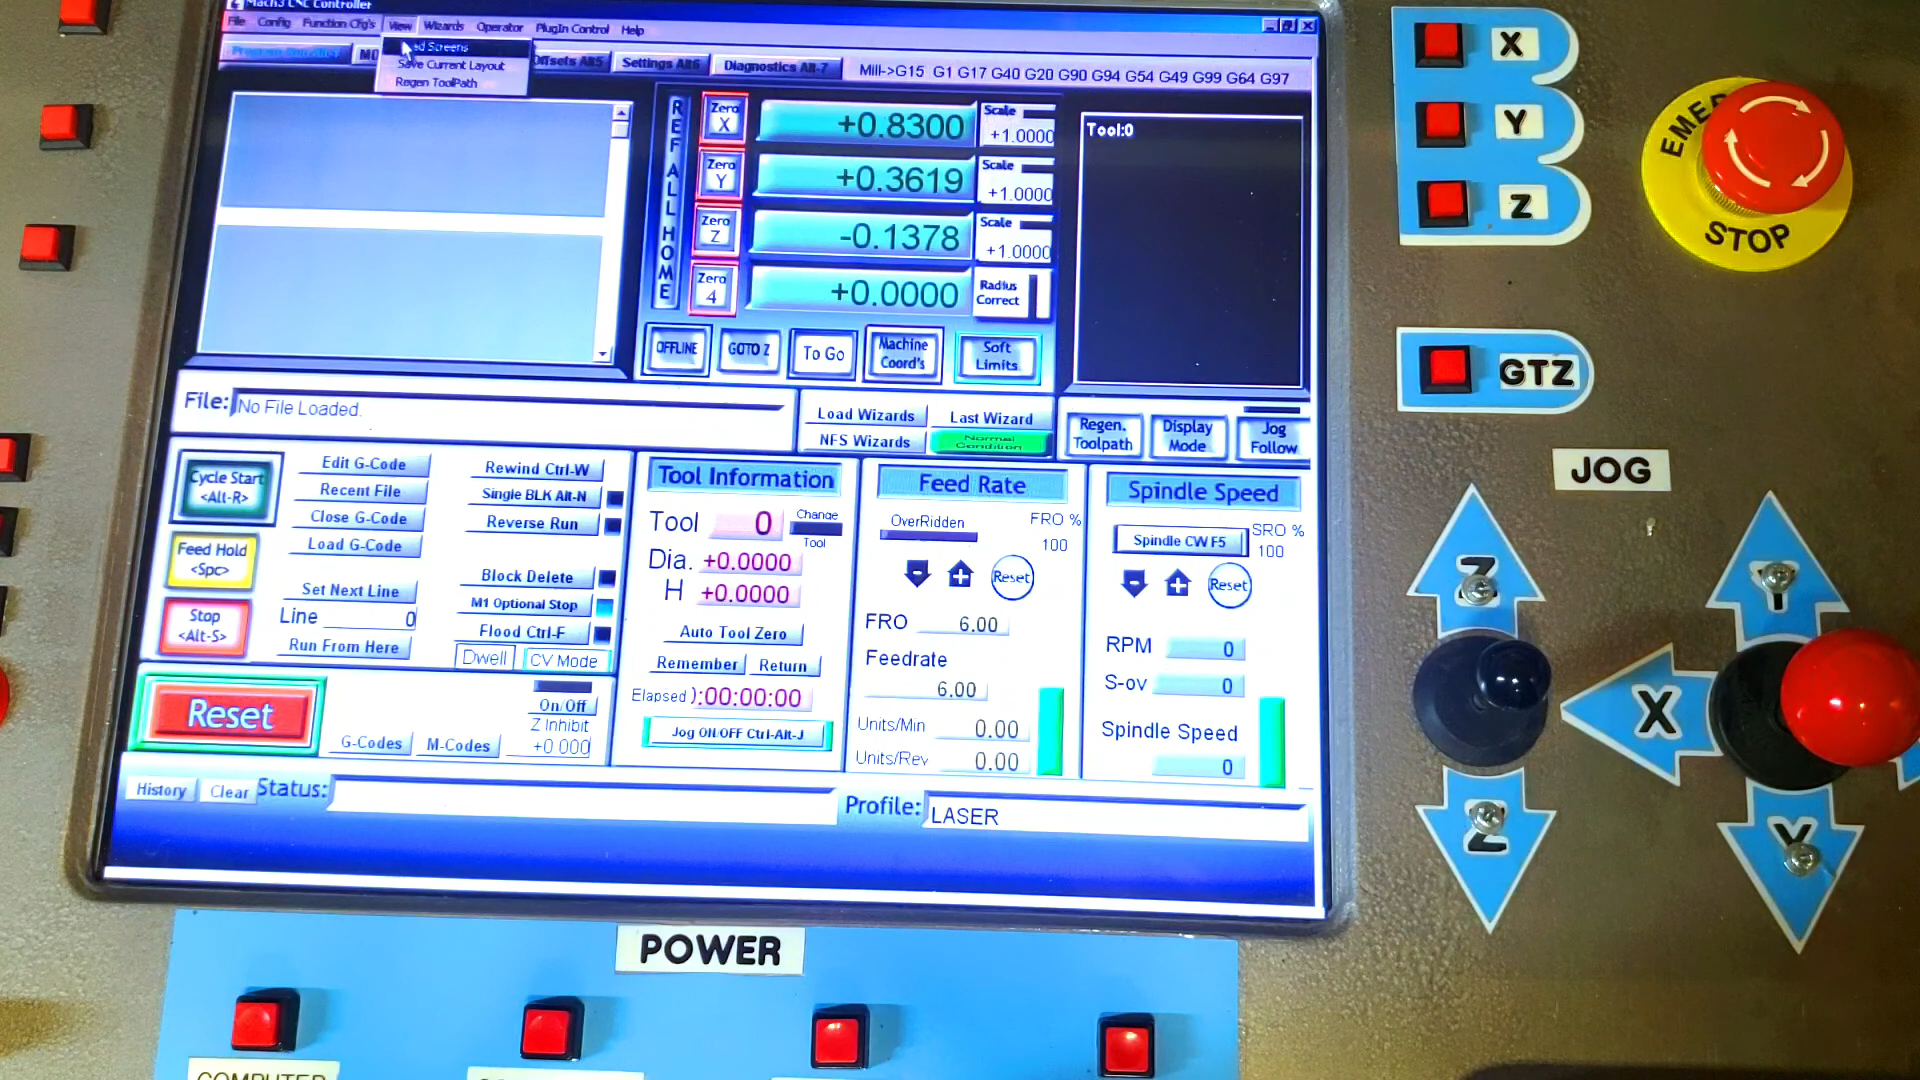 Mach3 CNC Controller
File Config Function Cfg's View Wizards Operator PlugIn Control Help
Screens
Save Current Layout
Regen ToolPath
Offsets Alt5 Settings Alt6 Diagnostics Alt-7 Mill->G15 G1 G17 G40 G20 G90 G94 G54 G49 G99 G64 G97
REF ALL HOME
Zero X +0.8300 Scale +1.0000
Zero Y +0.3619 Scale +1.0000
Zero Z -0.1378 Scale +1.0000
Zero 4 +0.0000 Radius Correct
OFFLINE GOTO Z To Go Machine Coord's Soft Limits
Tool:0
File: No File Loaded.
Load Wizards Last Wizard
NFS Wizards Normal Condition
Regen. Toolpath Display Mode Jog Follow
Cycle Start <Alt-R>
Feed Hold <Spc>
Stop <Alt-S>
Edit G-Code
Recent File
Close G-Code
Load G-Code
Set Next Line
Line 0
Run From Here
Rewind Ctrl-W
Single BLK Alt-N
Reverse Run
Block Delete
M1 Optional Stop
Flood Ctrl-F
Dwell CV Mode
Reset
G-Codes M-Codes
On/Off
Z Inhibit
+0.000
Tool Information
Tool 0 Change Tool
Dia. +0.0000
H +0.0000
Auto Tool Zero
Remember Return
Elapsed ):00:00:00
Jog ON/OFF Ctrl-Alt-J
Feed Rate
OverRidden FRO %
100
Reset
FRO 6.00
Feedrate
6.00
Units/Min 0.00
Units/Rev 0.00
Spindle Speed
Spindle CW F5 SRO %
100
Reset
RPM 0
S-ov 0
Spindle Speed
0
History Clear Status:
Profile: LASER
X
Y
Z
EMER
STOP
GTZ
JOG
Z
Y
X
Z
Y
POWER
COMPUTER